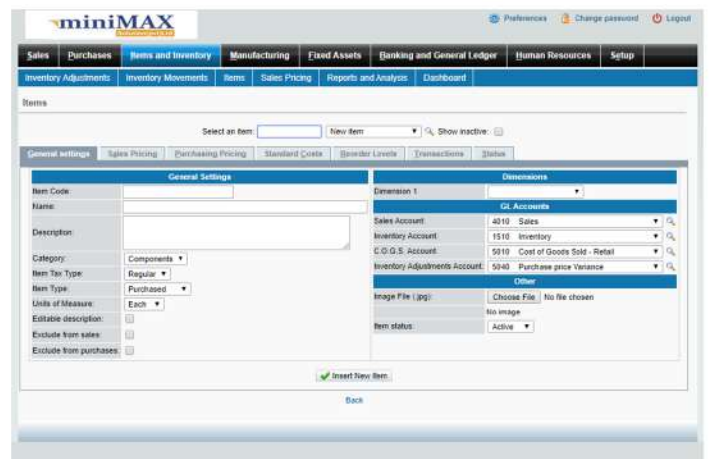 miniMAX
Preferences Change password Logout
Sales Purchases Items and Inventory Manufacturing Fixed Assets Banking and General Ledger Human Resources Setup
Inventory Adjustments Inventory Movements Items Sales Pricing Reports and Analysis Dashboard
Items
Select an item: New item Show inactive:
General settings Sales Pricing Purchasing Pricing Standard Costs Reorder Levels Transactions Status
General Settings
Item Code:
Name:
Description:
Category: Components
Item Tax Type: Regular
Item Type: Purchased
Units of Measure: Each
Editable description:
Exclude from sales:
Exclude from purchases:
Dimensions
Dimension 1
GL Accounts
Sales Account: 4010 Sales
Inventory Account: 1510 Inventory
C.O.G.S. Account: 5010 Cost of Goods Sold - Retail
Inventory Adjustments Account: 5040 Purchase price Variance
Other
Image File (.jpg): Choose File No file chosen
No image
Item status: Active
Insert New Item
Back